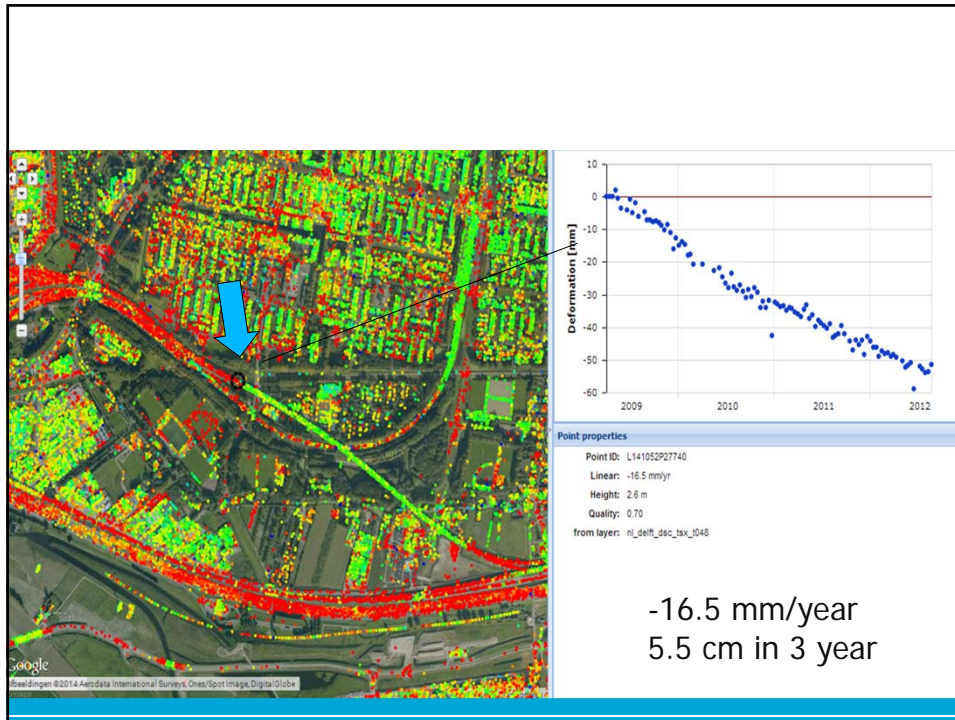 10
0
-10
-20
-30
-40
-50
-60
Deformation [mm]
2009 2010 2011 2012
Point properties
Point ID: L141052P27740
Linear: -16.5 mm/yr
Height: 2.6 m
Quality: 0.70
from layer: nl_delft_dsc_tsx_t048
-16.5 mm/year
5.5 cm in 3 year
Google
fbeeldingen ©2014 Aerodata International Surveys, Cnes/Spot Image, DigitalGlobe